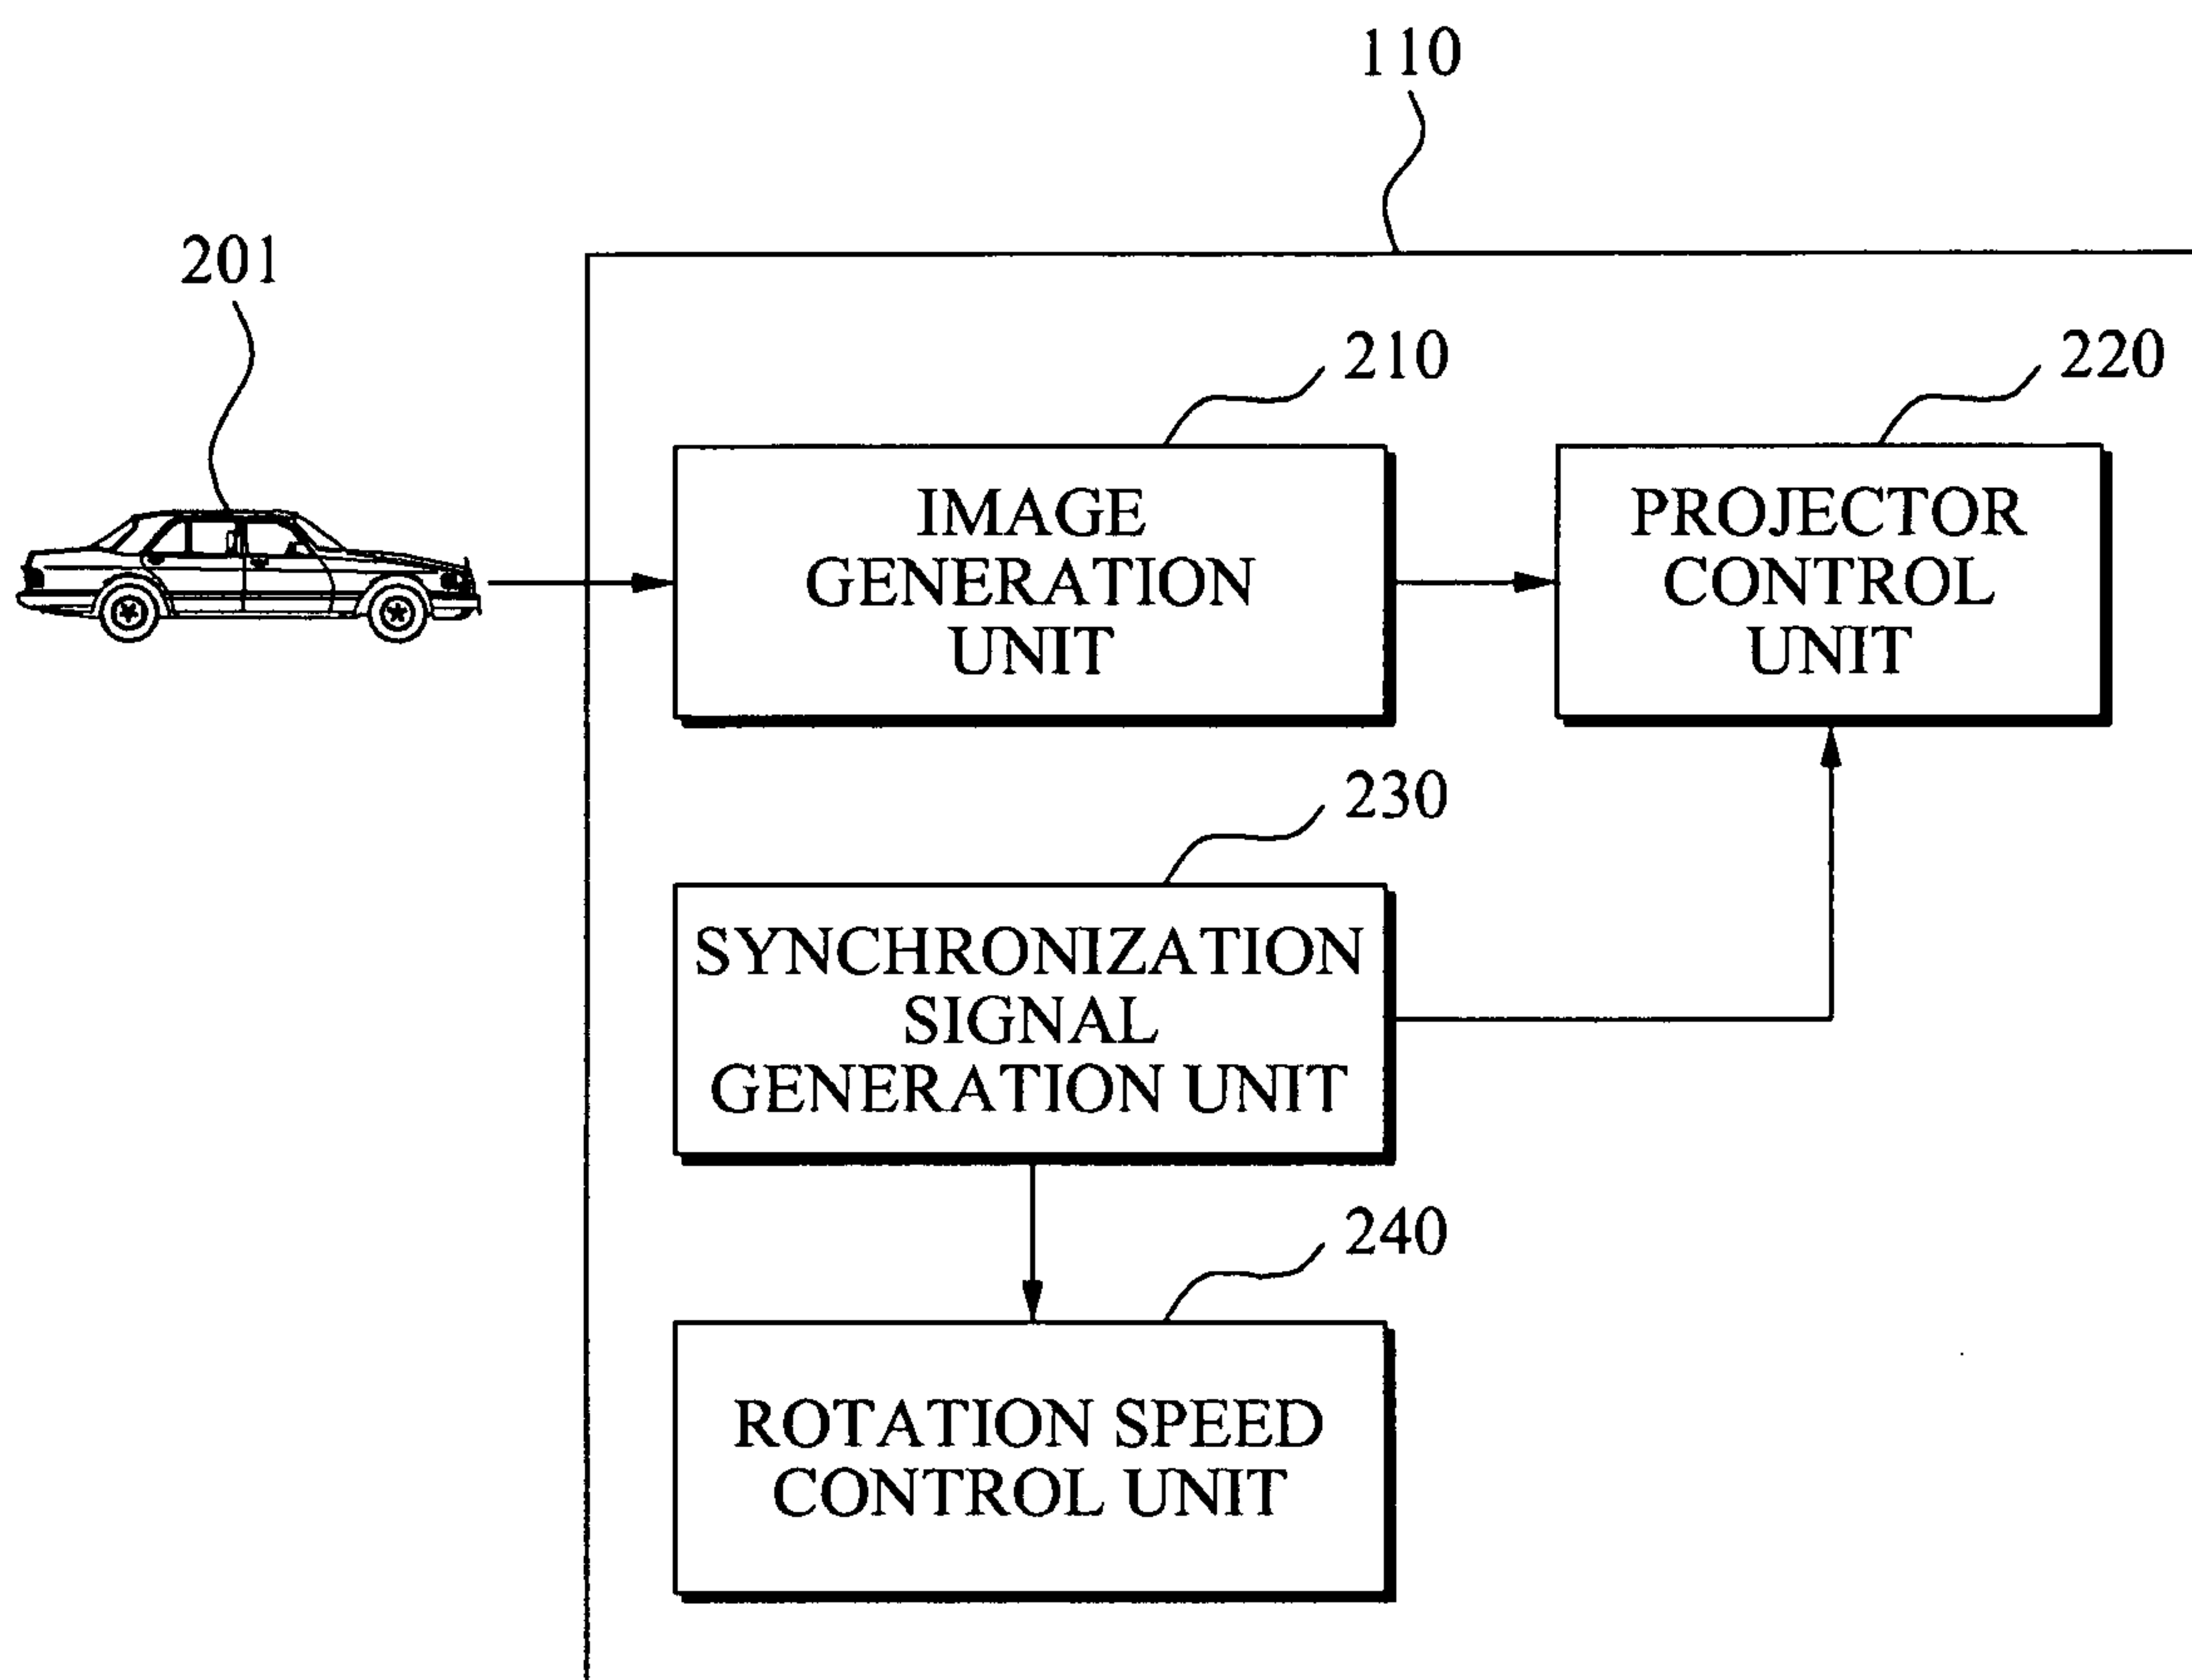 110
201
210
220
IMAGE
GENERATION
UNIT
PROJECTOR
CONTROL
UNIT
230
SYNCHRONIZATION
SIGNAL
GENERATION UNIT
240
ROTATION SPEED
CONTROL UNIT